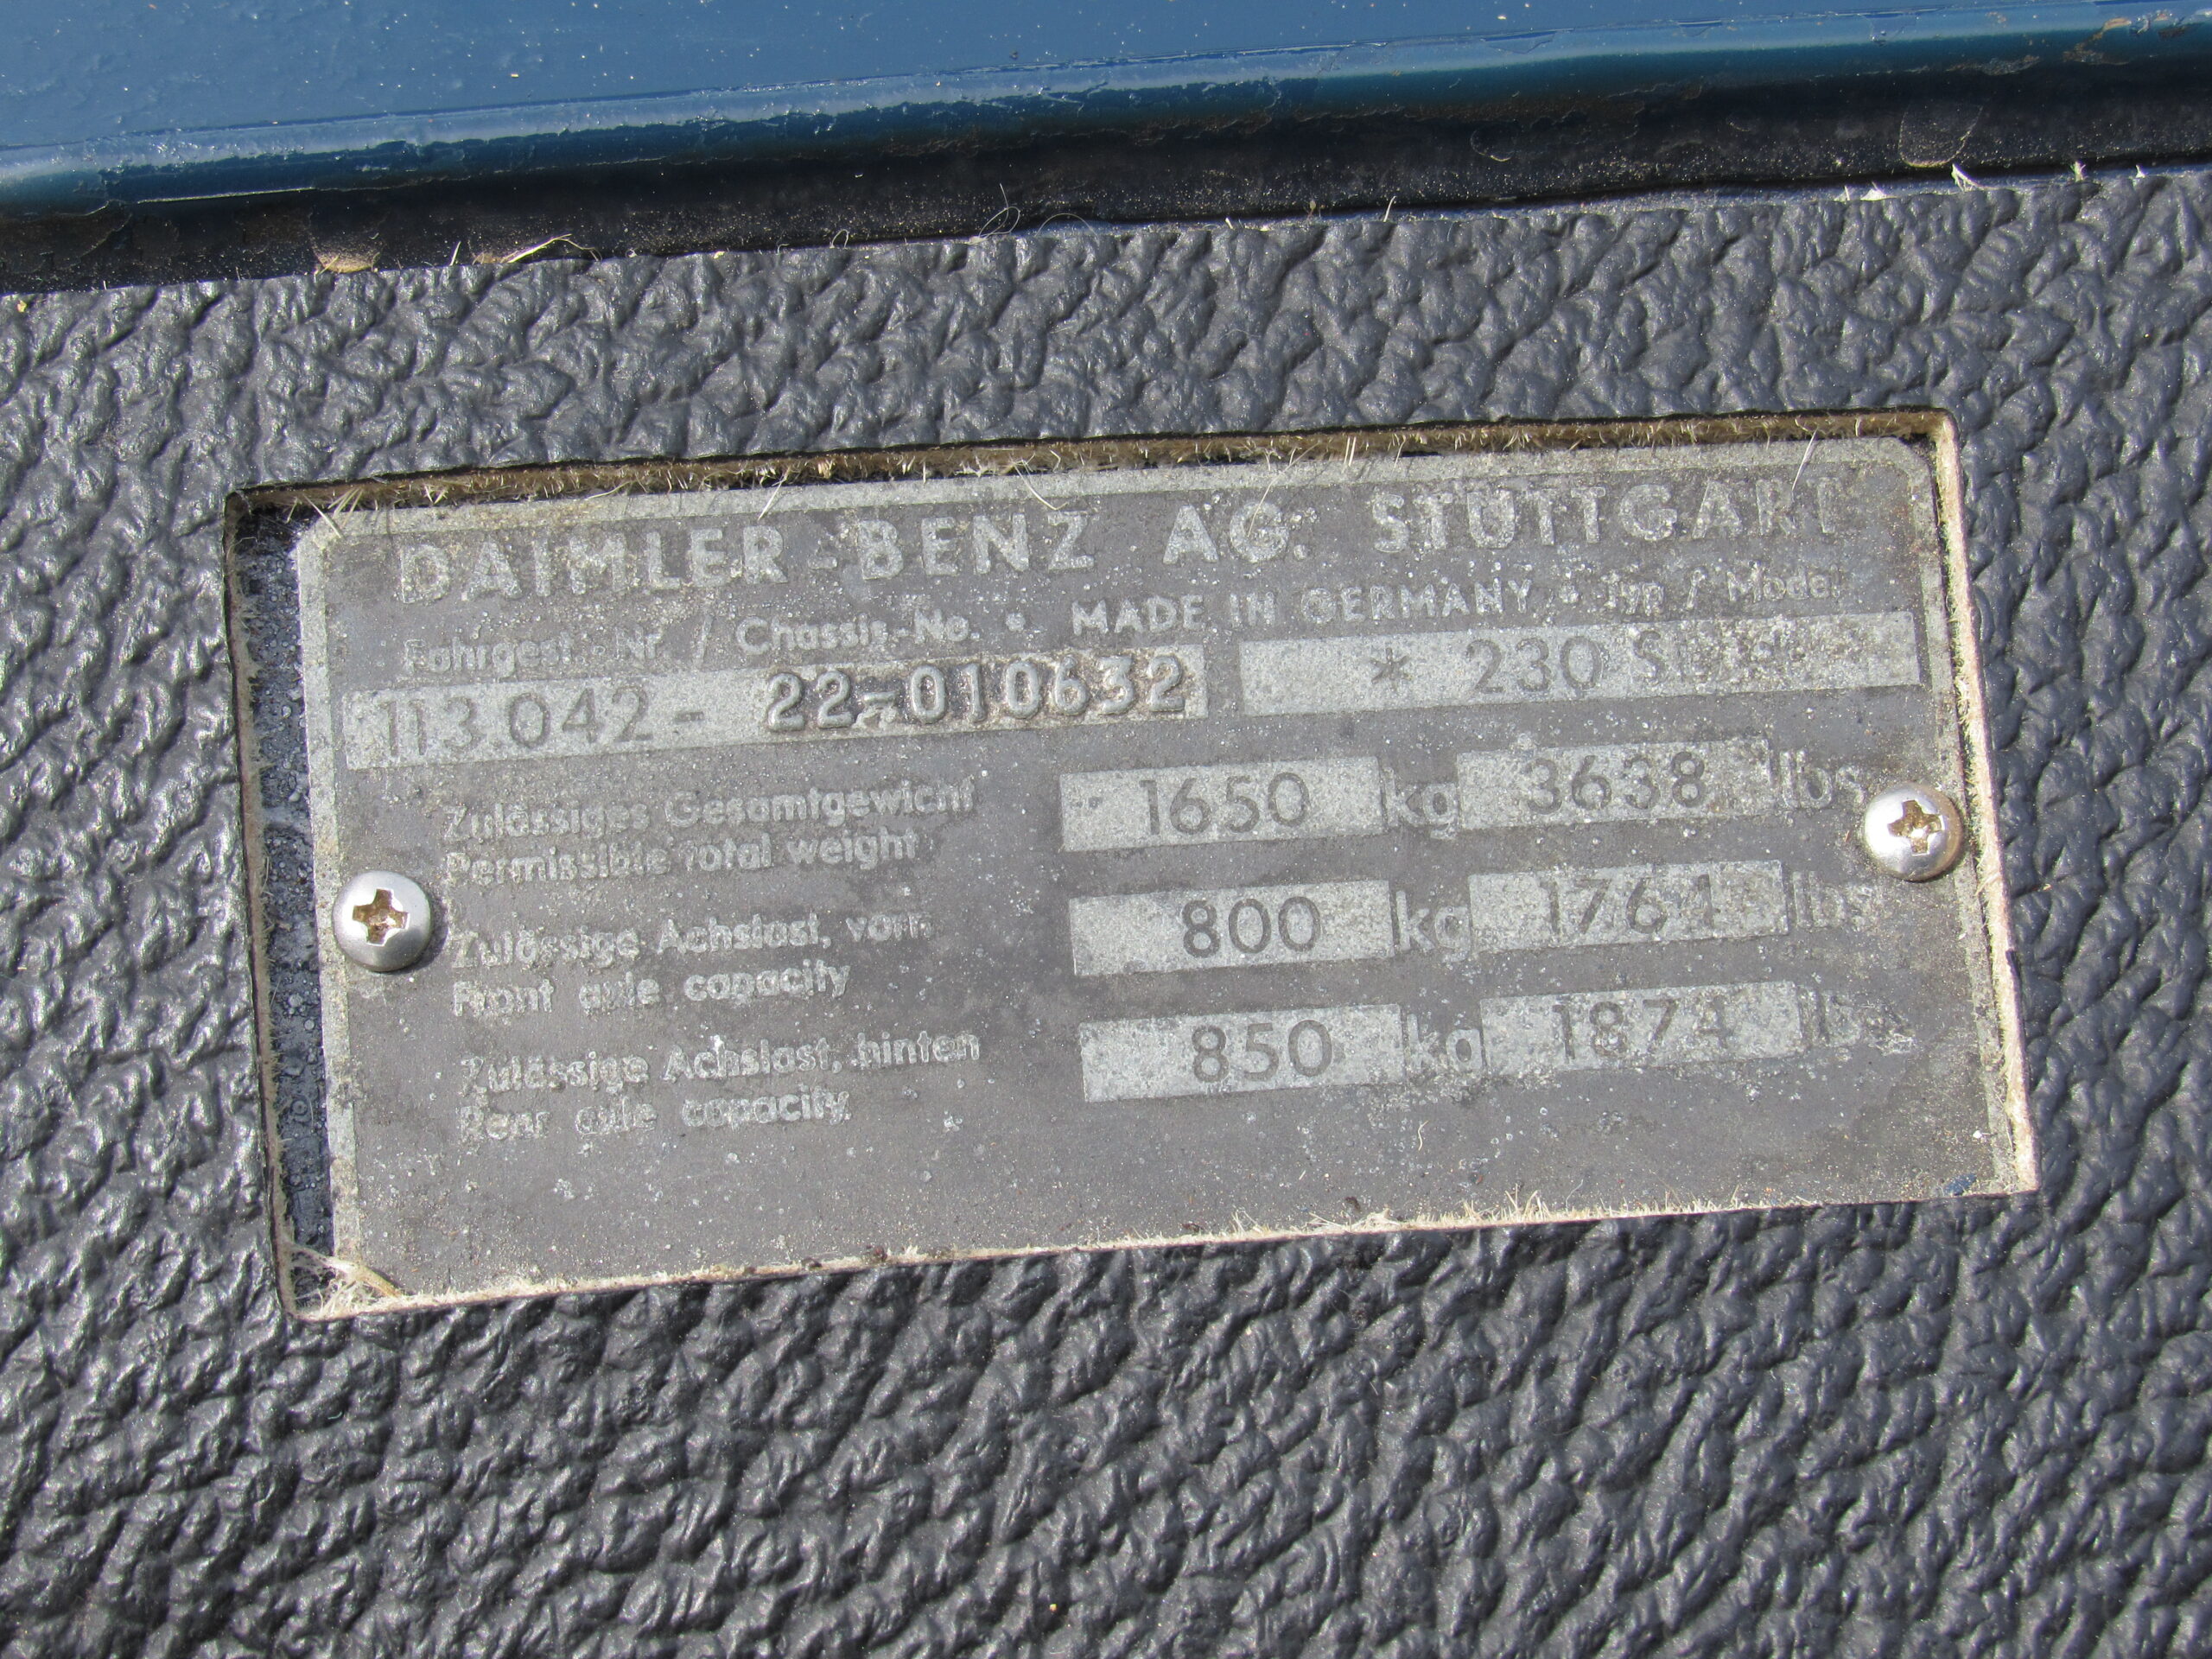 DAIMLER-BENZ AG. STUTTGART
Fahrgest.-Nr. / Chassis-No. • MADE IN GERMANY • Typ / Model
113.042 - 22-010632 * 230 SL
Zulässiges Gesamtgewicht 1650 kg 3638 lbs
Permissible total weight
Zulässige Achslast, vorn 800 kg 1764 lbs
Front axle capacity
Zulässige Achslast, hinten 850 kg 1874 lbs
Rear axle capacity